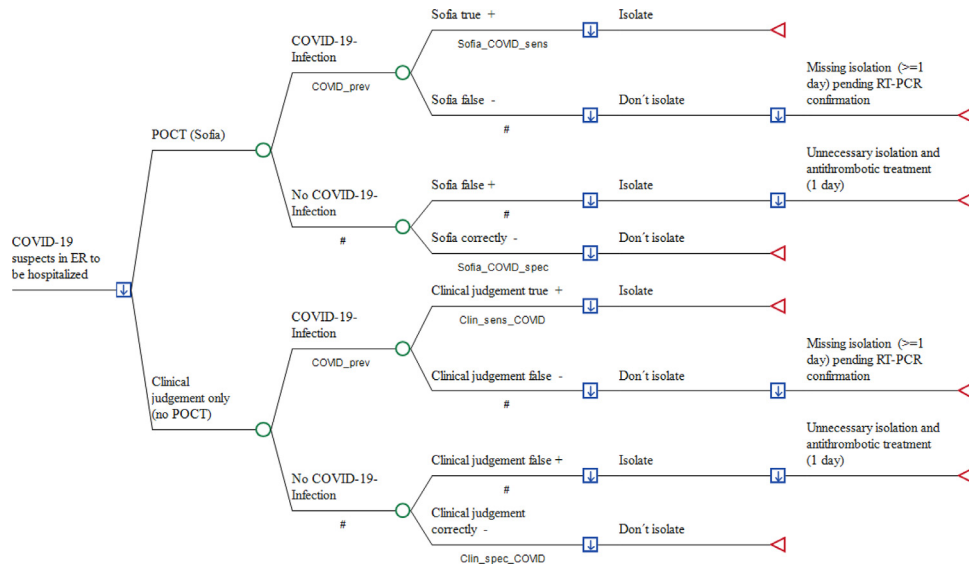 Sofia true +
Isolate
Sofia_COVID_sens
COVID-19-
Infection
COVID_prev
Missing isolation (>=1
day) pending RT-PCR
confirmation
Sofia false -
Don´t isolate
#
POCT (Sofia)
Unnecessary isolation and
antithrombotic treatment
(1 day)
No COVID-19-
Infection
#
Sofia false +
Isolate
#
Sofia correctly -
Don´t isolate
Sofia_COVID_spec
COVID-19
suspects in ER to
be hospitalized
Clinical judgement true +
Isolate
Clin_sens_COVID
COVID-19-
Infection
COVID_prev
Missing isolation (>=1
day) pending RT-PCR
confirmation
Clinical judgement false -
Don´t isolate
#
Clinical
judgement only
(no POCT)
Unnecessary isolation and
antithrombotic treatment
(1 day)
Clinical judgement false +
Isolate
#
No COVID-19-
Infection
#
Clinical judgement
correctly -
Don´t isolate
Clin_spec_COVID